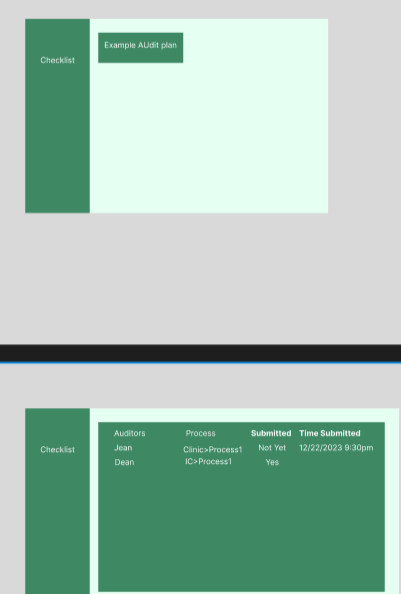 Checklist
Example AUdit plan
Checklist
Auditors Process Submitted Time Submitted
Jean Clinic>Process1 Not Yet 12/22/2023 9:30pm
Dean IC>Process1 Yes